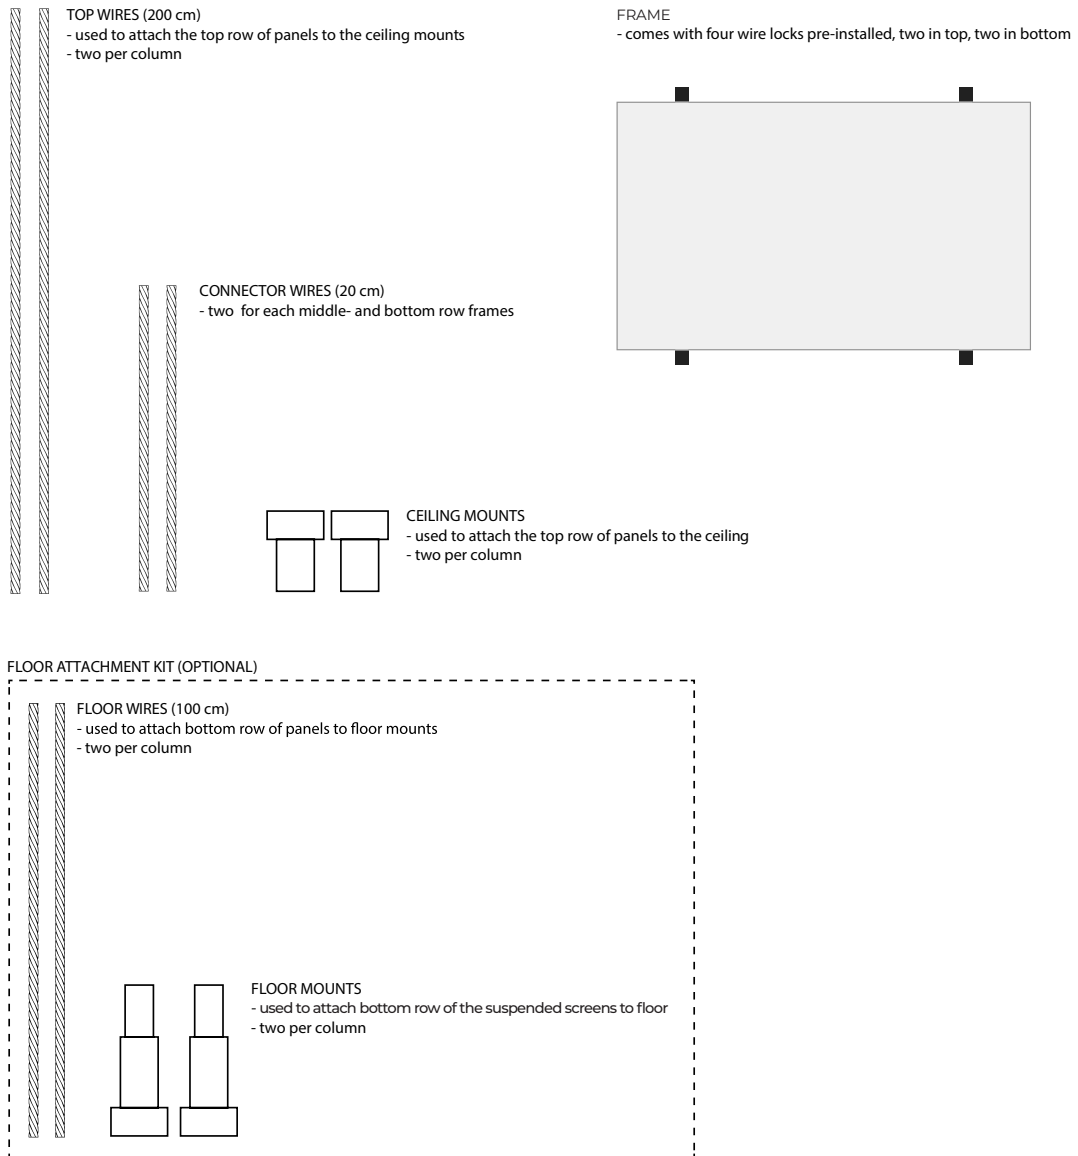 TOP WIRES (200 cm)
- used to attach the top row of panels to the ceiling mounts
- two per column
FRAME
- comes with four wire locks pre-installed, two in top, two in bottom
CONNECTOR WIRES (20 cm)
- two  for each middle- and bottom row frames
CEILING MOUNTS
- used to attach the top row of panels to the ceiling
- two per column
FLOOR ATTACHMENT KIT (OPTIONAL)
FLOOR WIRES (100 cm)
- used to attach bottom row of panels to floor mounts
- two per column
FLOOR MOUNTS
- used to attach bottom row of the suspended screens to floor
- two per column